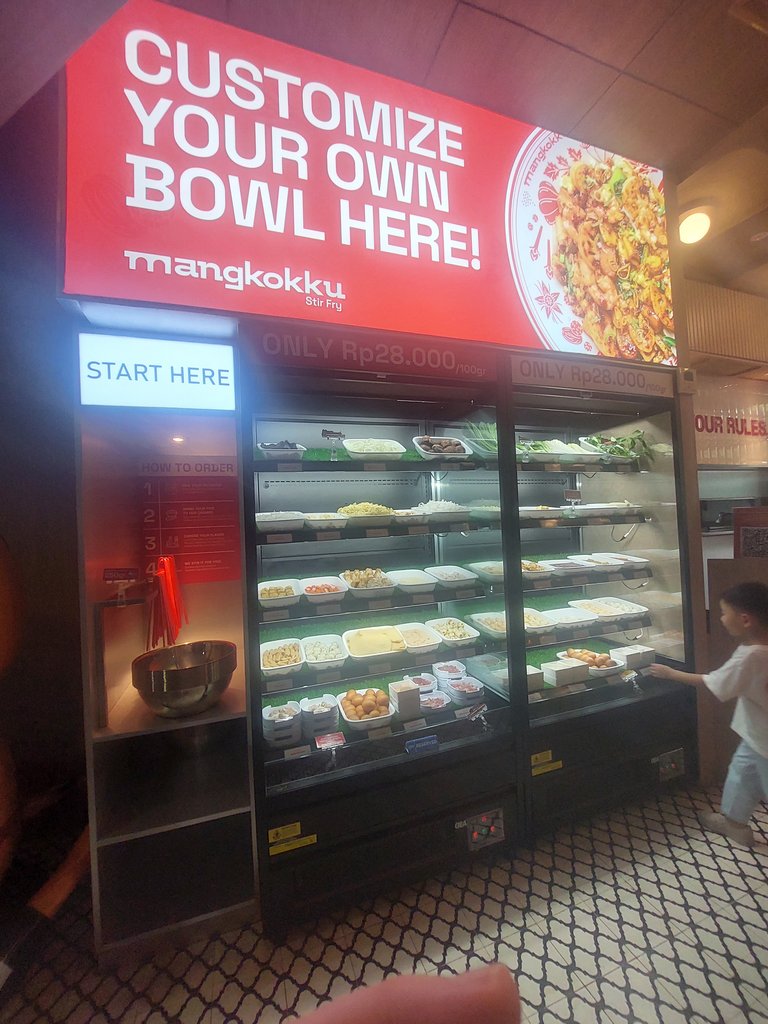 CUSTOMIZE
YOUR OWN
BOWL HERE!
mangkokku
Stir Fry
mangkokku
START HERE
ONLY Rp28.000/100gr
ONLY Rp28.000/100gr
OUR RULES
HOW TO ORDER
1
2
3
4
RESERVED